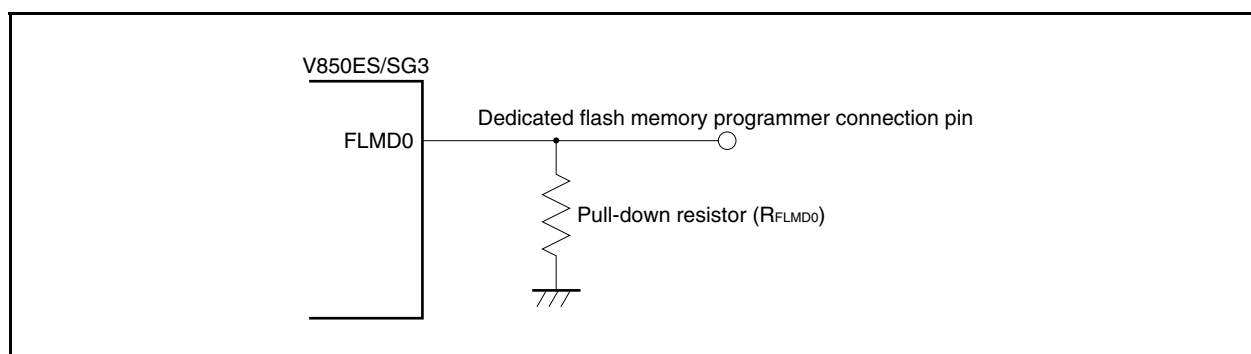 V850ES/SG3
Dedicated flash memory programmer connection pin
FLMD0
Pull-down resistor (RFLMD0)